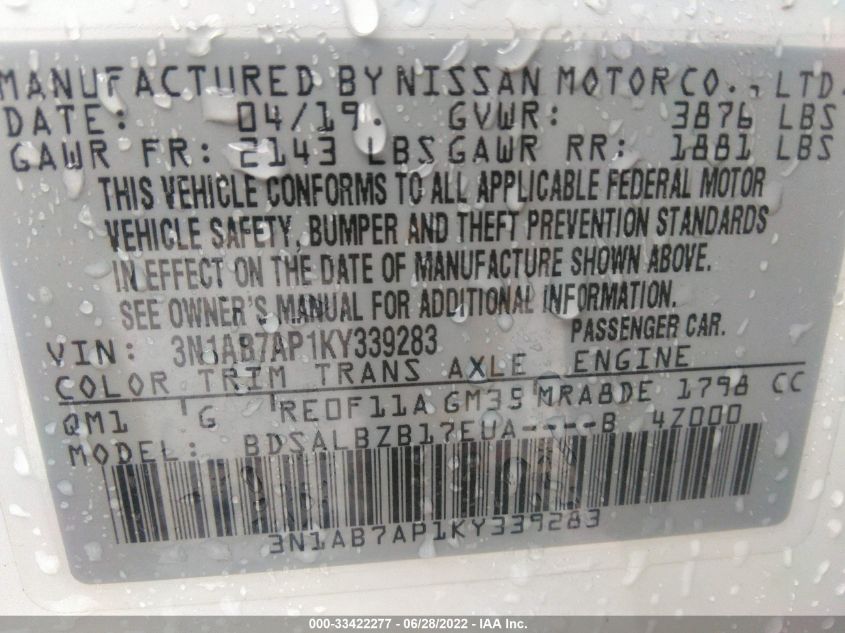 MANUFACTURED BY NISSAN MOTOR CO., LTD.
DATE: 04/19. GVWR: 3876 LBS
GAWR FR: 2143 LBS GAWR RR: 1881 LBS
THIS VEHICLE CONFORMS TO ALL APPLICABLE FEDERAL MOTOR
VEHICLE SAFETY, BUMPER AND THEFT PREVENTION STANDARDS
IN EFFECT ON THE DATE OF MANUFACTURE SHOWN ABOVE.
SEE OWNER'S MANUAL FOR ADDITIONAL INFORMATION.
VIN: 3N1AB7AP1KY339283 PASSENGER CAR.
COLOR TRIM TRANS AXLE ENGINE
QM1 G RE0F11A GM35 MRA8DE 1798 CC
MODEL: BDSALBZB17EUA----B 4Z000
3N1AB7AP1KY339283
000-33422277 - 06/28/2022 - IAA Inc.